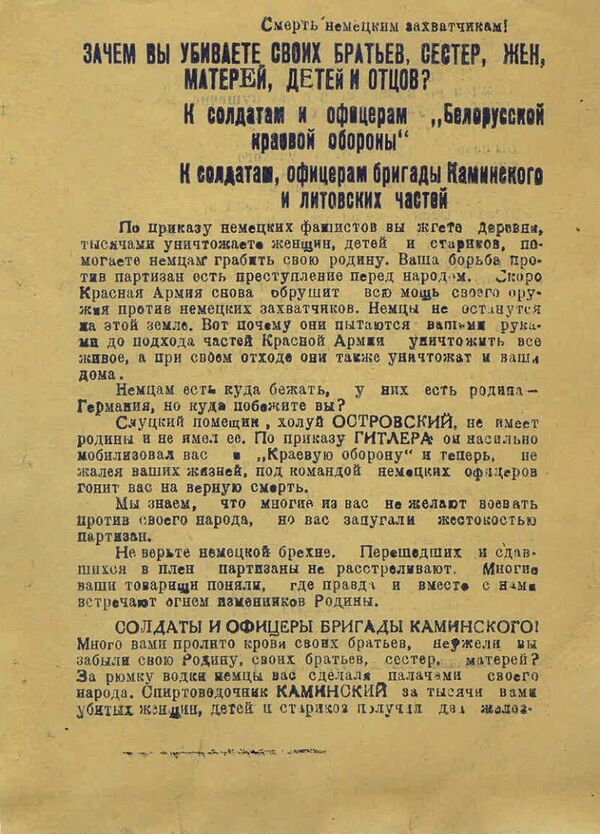 Смерть немецким захватчикам!
ЗАЧЕМ ВЫ УБИВАЕТЕ СВОИХ БРАТЬЕВ, СЕСТЕР, ЖЕН,
МАТЕРЕЙ, ДЕТЕЙ И ОТЦОВ?
К солдатам и офицерам „Белорусской
краевой обороны“
К солдатам, офицерам бригады Каминского
и литовских частей
По приказу немецких фашистов вы жгете деревни,
тысячами уничтожаете женщин, детей и стариков, по-
могаете немцам грабить свою родину. Ваша борьба про-
тив партизан есть преступление перед народом. Скоро
Красная Армия снова обрушит всю мощь своего ору-
жия против немецких захватчиков. Немцы не останутся
на этой земле. Вот почему они пытаются вашими рука-
ми до подхода частей Красной Армии уничтожить все
живое, а при своем отходе они также уничтожат и ваши
дома.
Немцам есть куда бежать, у них есть родина—
Германия, но куда побежите вы?
Слуцкий помещик, холуй ОСТРОВСКИЙ, не имеет
родины и не имел ее. По приказу ГИТЛЕРА он насильно
мобилизовал вас в „Краевую оборону“ и теперь, не
жалея ваших жизней, под командой немецких офицеров
гонит вас на верную смерть.
Мы знаем, что многие из вас не желают воевать
против своего народа, но вас запугали жестокостью
партизан.
Не верьте немецкой брехне. Перешедших и сдав-
шихся в плен партизаны не расстреливают. Многие
ваши товарищи поняли, где правда и вместе с нами
встречают огнем изменников Родины.
СОЛДАТЫ И ОФИЦЕРЫ БРИГАДЫ КАМИНСКОГО!
Много вами пролито крови своих братьев, неужели вы
забыли свою Родину, своих братьев, сестер, матерей?
За рюмку водки немцы вас сделали палачами своего
народа. Спиртоводочник КАМИНСКИЙ за тысячи вами
убитых женщин, детей и стариков получил два желез-